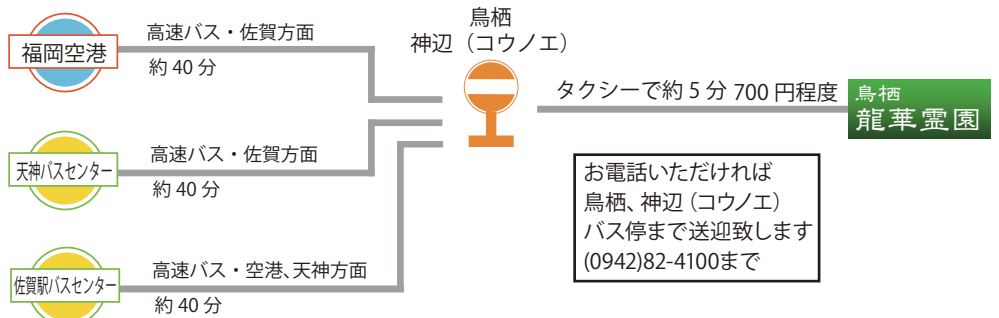 福岡空港
高速バス・佐賀方面
約 40 分
天神バスセンター
高速バス・佐賀方面
約 40 分
佐賀駅バスセンター
高速バス・空港、天神方面
約 40 分
鳥栖
神辺（コウノエ）
タクシーで約 5 分 700 円程度
鳥栖
龍華霊園
お電話いただければ
鳥栖、神辺（コウノエ）
バス停まで送迎致します
(0942)82-4100まで